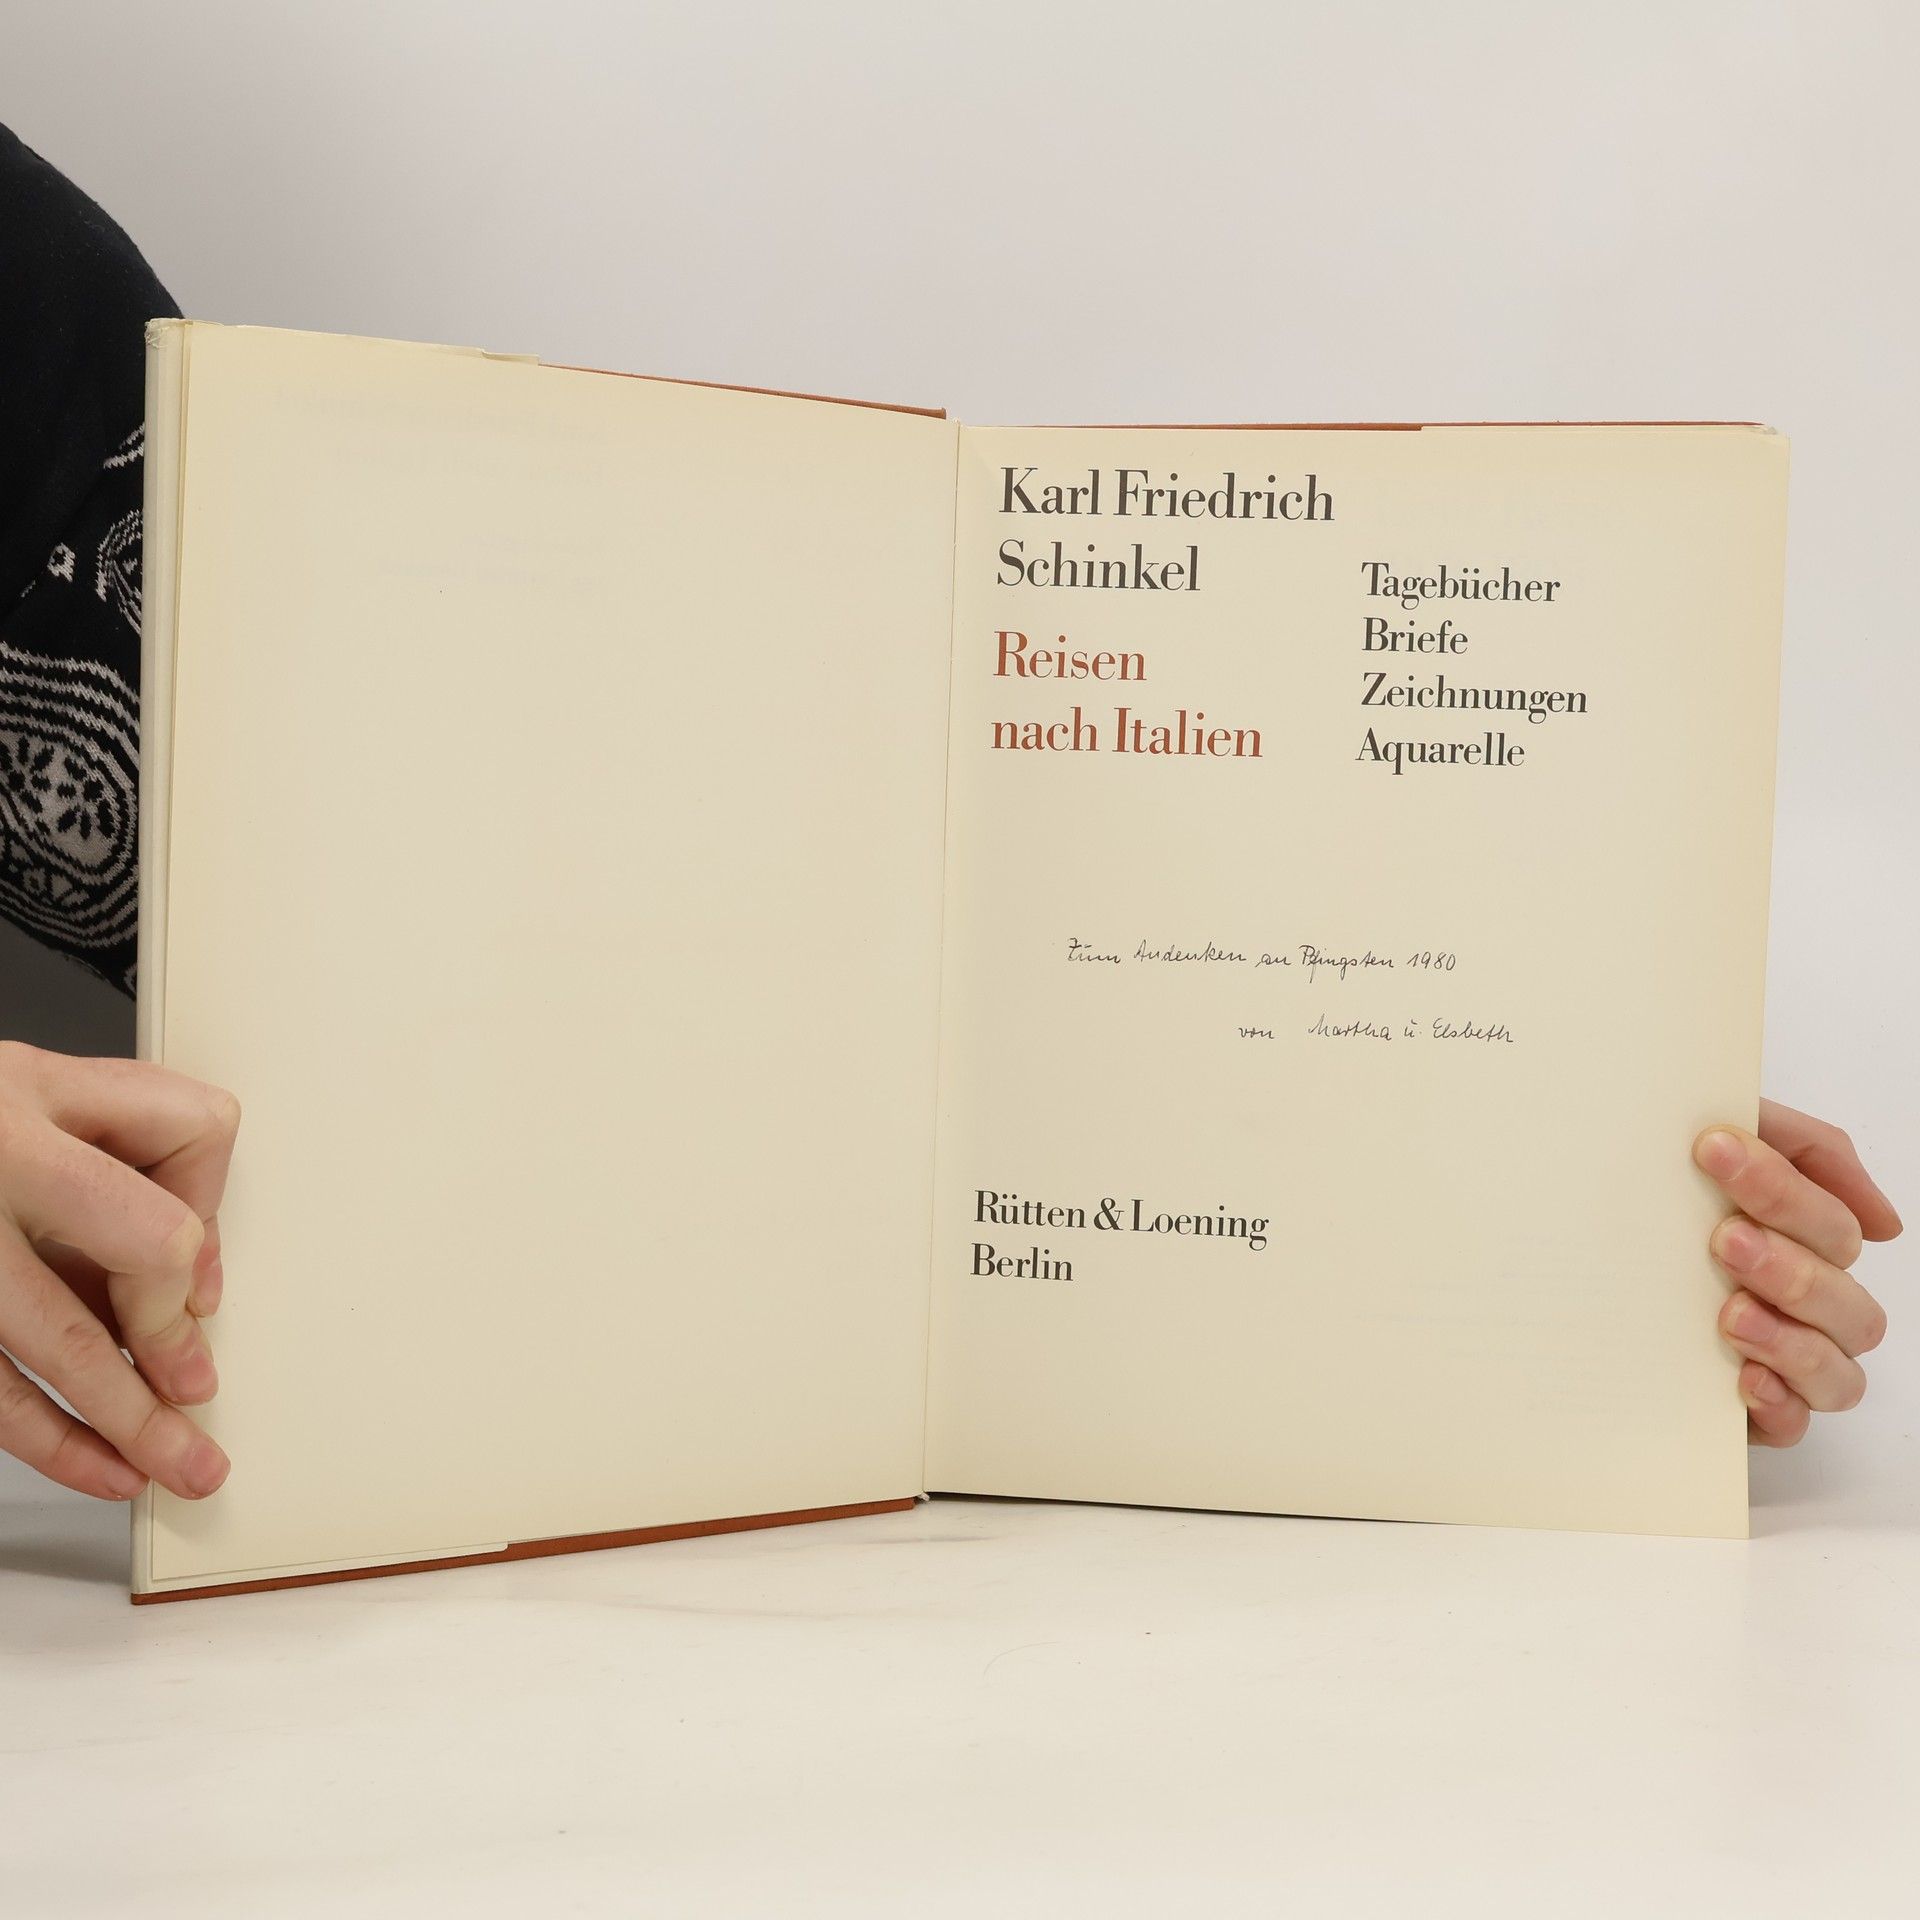 Karl Friedrich
Schinkel
Reisen
nach Italien
Tagebücher
Briefe
Zeichnungen
Aquarelle
Zum Andenken an Pfingsten 1980
von Martha u. Elsbeth
Rütten & Loening
Berlin